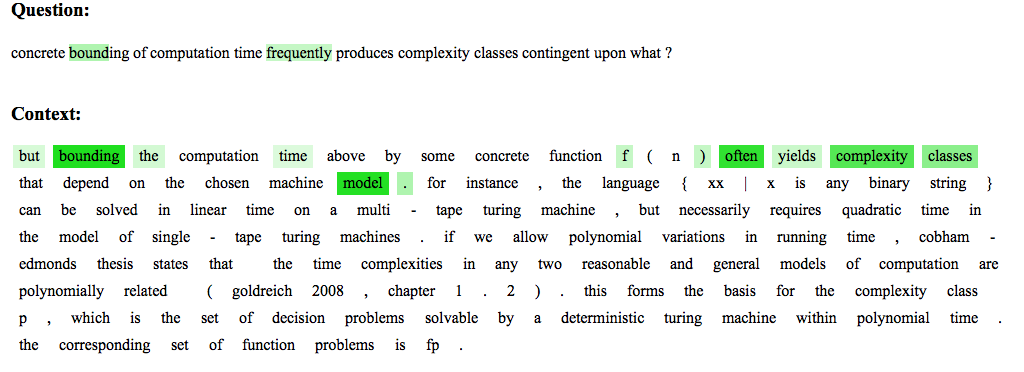 Question:
concrete bounding of computation time frequently produces complexity classes contingent upon what ?
Context:
but bounding the computation time above by some concrete function f ( n ) often yields complexity classes
that depend on the chosen machine model . for instance , the language { xx | x is any binary string }
can be solved in linear time on a multi - tape turing machine , but necessarily requires quadratic time in
the model of single - tape turing machines . if we allow polynomial variations in running time , cobham -
edmonds thesis states that the time complexities in any two reasonable and general models of computation are
polynomially related ( goldreich 2008 , chapter 1 . 2 ) . this forms the basis for the complexity class
p , which is the set of decision problems solvable by a deterministic turing machine within polynomial time .
the corresponding set of function problems is fp .